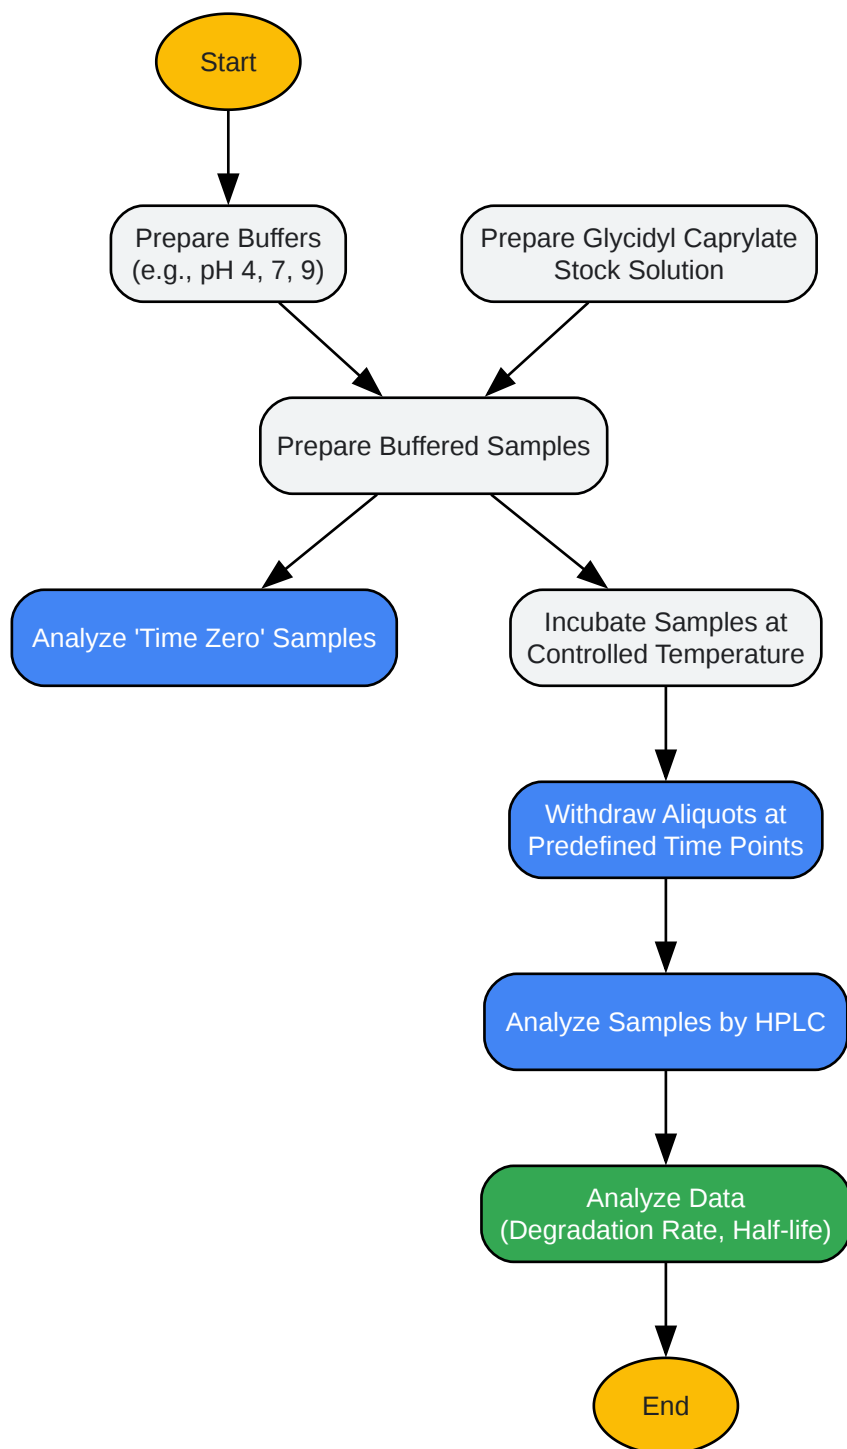 Start
Prepare Buffers
(e.g., pH 4, 7, 9)
Prepare Glycidyl Caprylate
Stock Solution
Prepare Buffered Samples
Analyze 'Time Zero' Samples
Incubate Samples at
Controlled Temperature
Withdraw Aliquots at
Predefined Time Points
Analyze Samples by HPLC
Analyze Data
(Degradation Rate, Half-life)
End